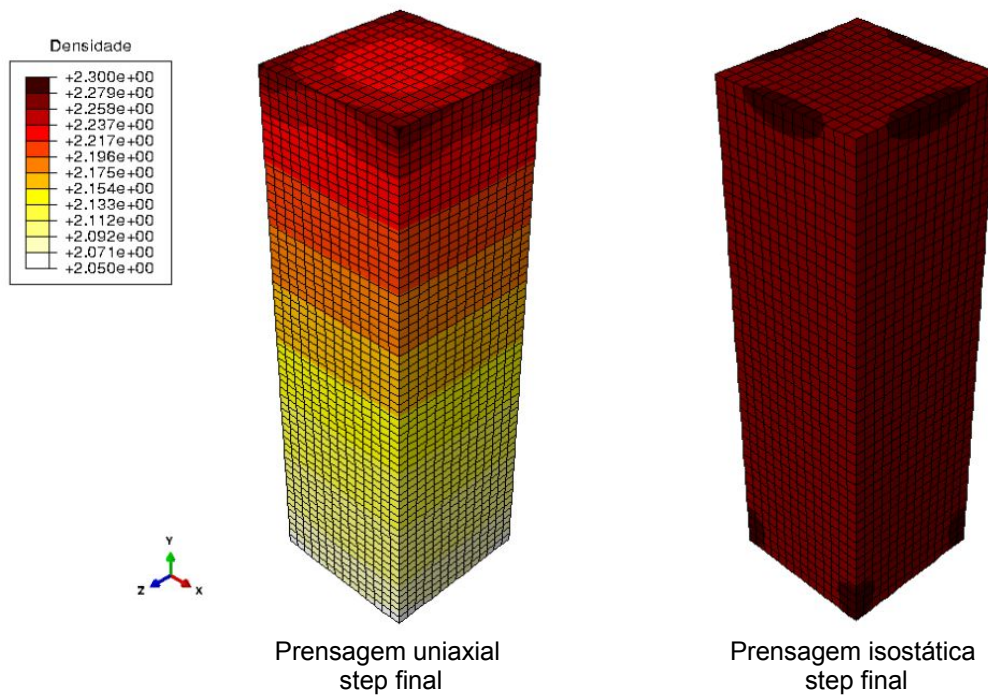 Densidade
+2.300e+00
+2.279e+00
+2.259e+00
+2.237e+00
+2.217e+00
+2.196e+00
+2.175e+00
+2.154e+00
+2.133e+00
+2.112e+00
+2.092e+00
+2.071e+00
+2.050e+00
Y
Z
X
Prensagem uniaxial
step final
Prensagem isostática
step final